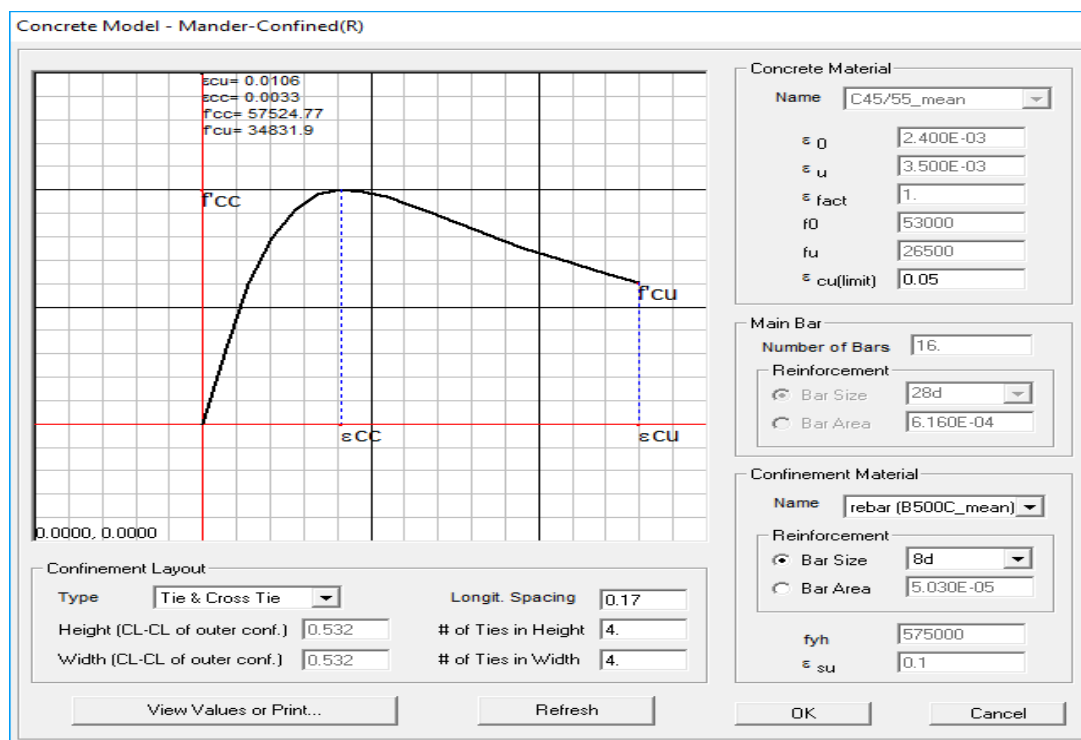 Concrete Model - Mander-Confined(R)
εcu= 0.0106
εcc= 0.0033
f'cc= 57524.77
f'cu= 34831.9
f'cc
f'cu
εcc
εcu
0.0000, 0.0000
Concrete Material
Name C45/55_mean
ε 0 2.400E-03
ε u 3.500E-03
ε fact 1.
f0 53000
fu 26500
ε cu(limit) 0.05
Main Bar
Number of Bars 16.
Reinforcement
Bar Size 28d
Bar Area 6.160E-04
Confinement Material
Name rebar (B500C_mean)
Reinforcement
Bar Size 8d
Bar Area 5.030E-05
fyh 575000
ε su 0.1
Confinement Layout
Type Tie & Cross Tie Longit. Spacing 0.17
Height (CL-CL of outer conf.) 0.532 # of Ties in Height 4.
Width (CL-CL of outer conf.) 0.532 # of Ties in Width 4.
View Values or Print... Refresh OK Cancel